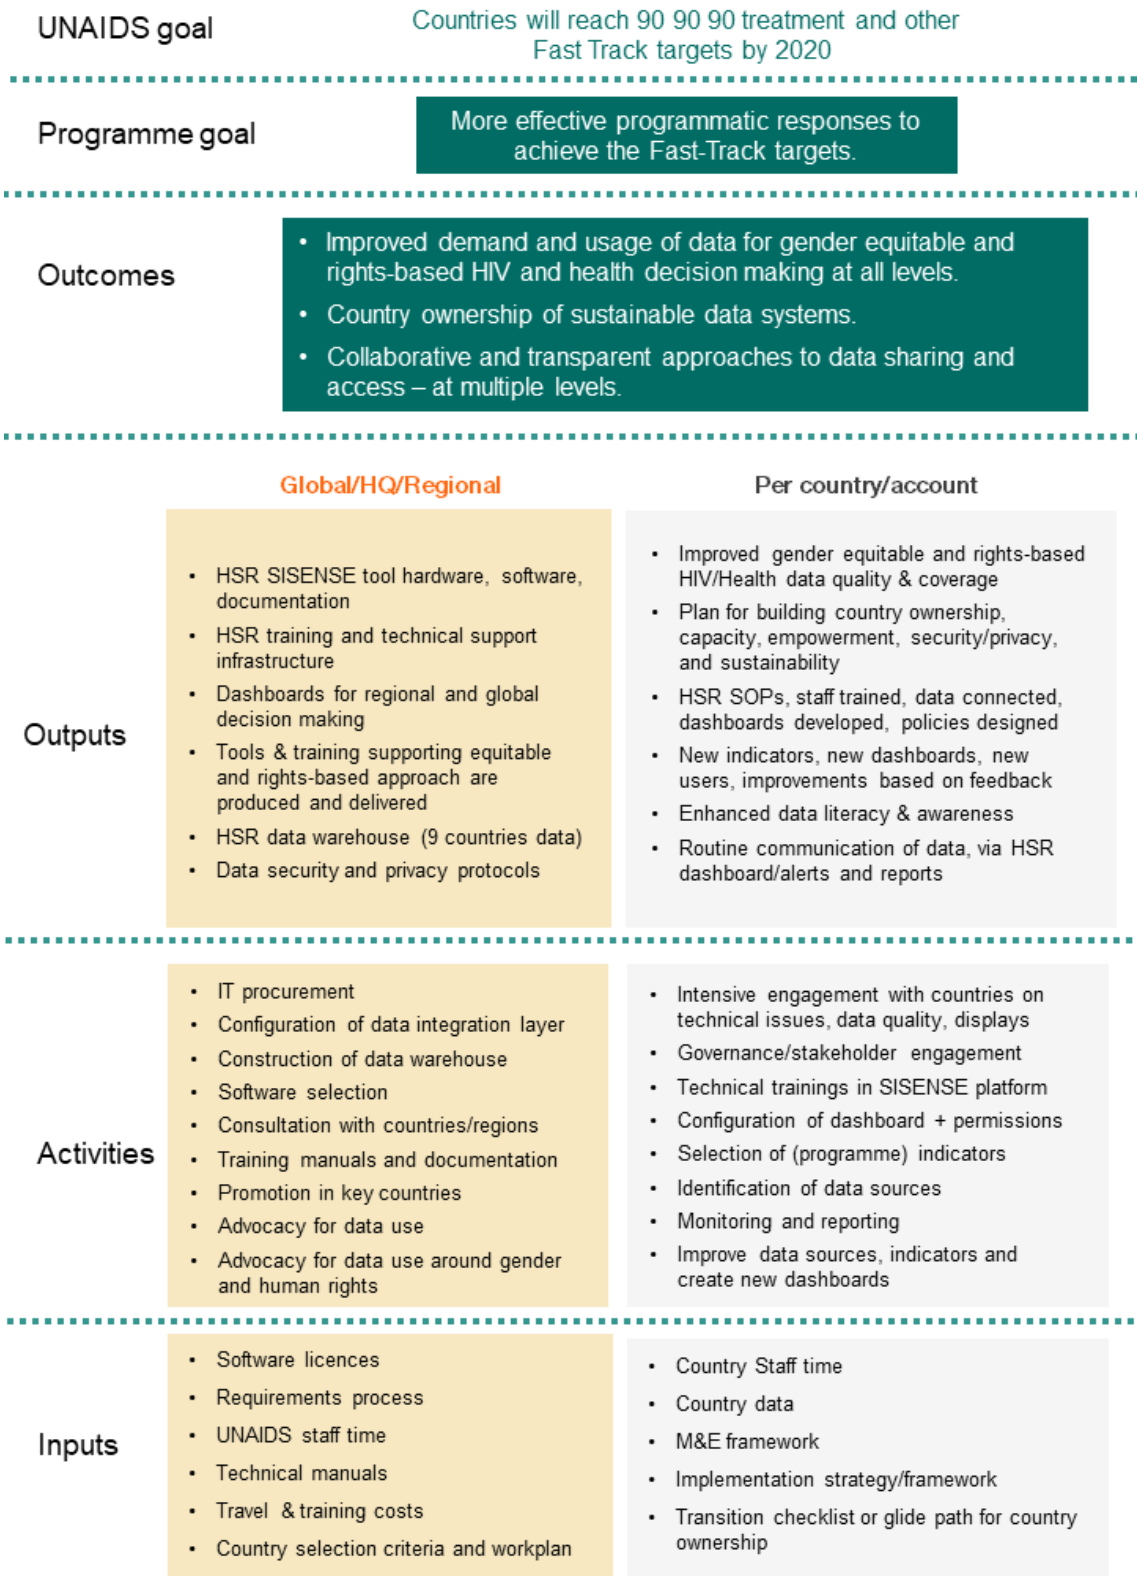 UNAIDS goal
Countries will reach 90 90 90 treatment and other
Fast Track targets by 2020
Programme goal
More effective programmatic responses to
achieve the Fast-Track targets.
Outcomes
• Improved demand and usage of data for gender equitable and
rights-based HIV and health decision making at all levels.
• Country ownership of sustainable data systems.
• Collaborative and transparent approaches to data sharing and
access – at multiple levels.
Outputs
Global/HQ/Regional
• HSR SISENSE tool hardware, software,
documentation
• HSR training and technical support
infrastructure
• Dashboards for regional and global
decision making
• Tools & training supporting equitable
and rights-based approach are
produced and delivered
• HSR data warehouse (9 countries data)
• Data security and privacy protocols
Per country/account
• Improved gender equitable and rights-based
HIV/Health data quality & coverage
• Plan for building country ownership,
capacity, empowerment, security/privacy,
and sustainability
• HSR SOPs, staff trained, data connected,
dashboards developed, policies designed
• New indicators, new dashboards, new
users, improvements based on feedback
• Enhanced data literacy & awareness
• Routine communication of data, via HSR
dashboard/alerts and reports
Activities
• IT procurement
• Configuration of data integration layer
• Construction of data warehouse
• Software selection
• Consultation with countries/regions
• Training manuals and documentation
• Promotion in key countries
• Advocacy for data use
• Advocacy for data use around gender
and human rights
• Intensive engagement with countries on
technical issues, data quality, displays
• Governance/stakeholder engagement
• Technical trainings in SISENSE platform
• Configuration of dashboard + permissions
• Selection of (programme) indicators
• Identification of data sources
• Monitoring and reporting
• Improve data sources, indicators and
create new dashboards
Inputs
• Software licences
• Requirements process
• UNAIDS staff time
• Technical manuals
• Travel & training costs
• Country selection criteria and workplan
• Country Staff time
• Country data
• M&E framework
• Implementation strategy/framework
• Transition checklist or glide path for country
ownership